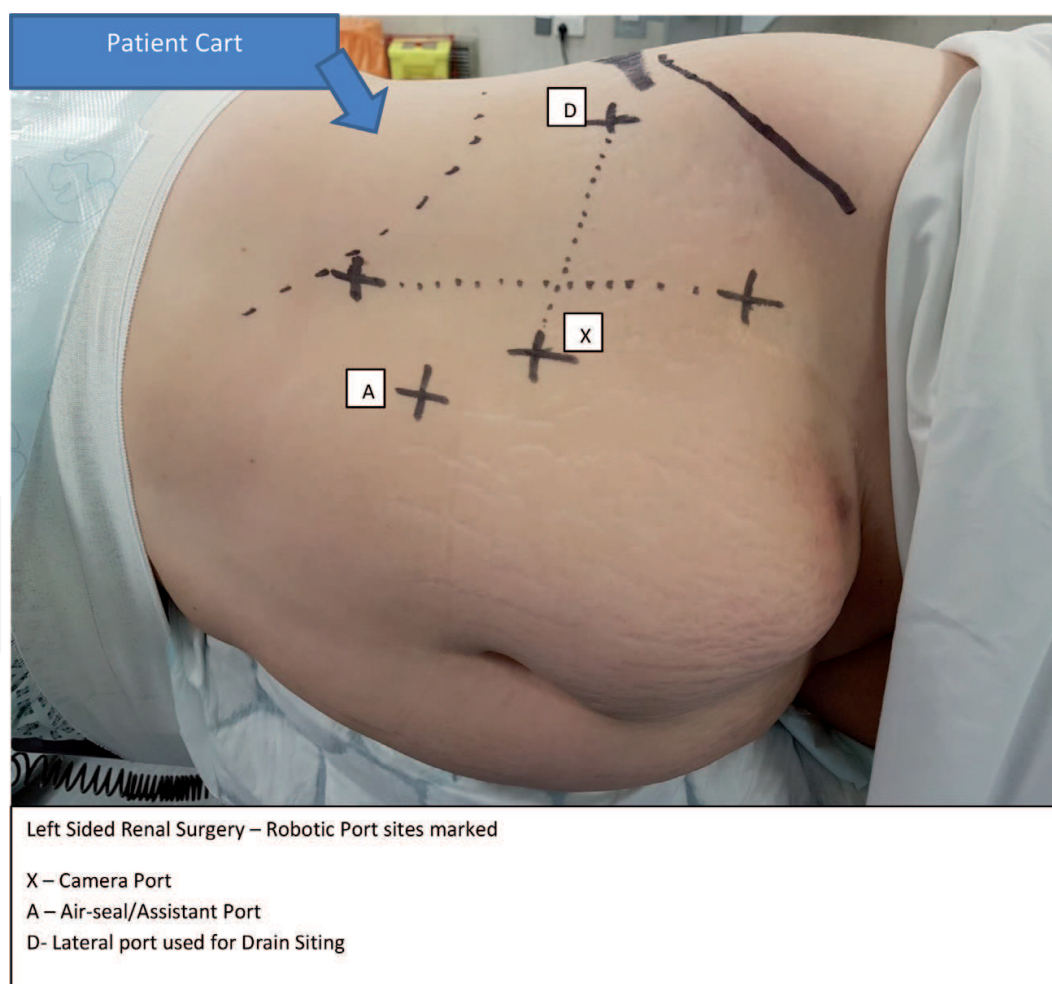 Patient Cart
D
X
A
Left Sided Renal Surgery – Robotic Port sites marked
X – Camera Port
A – Air-seal/Assistant Port
D- Lateral port used for Drain Siting